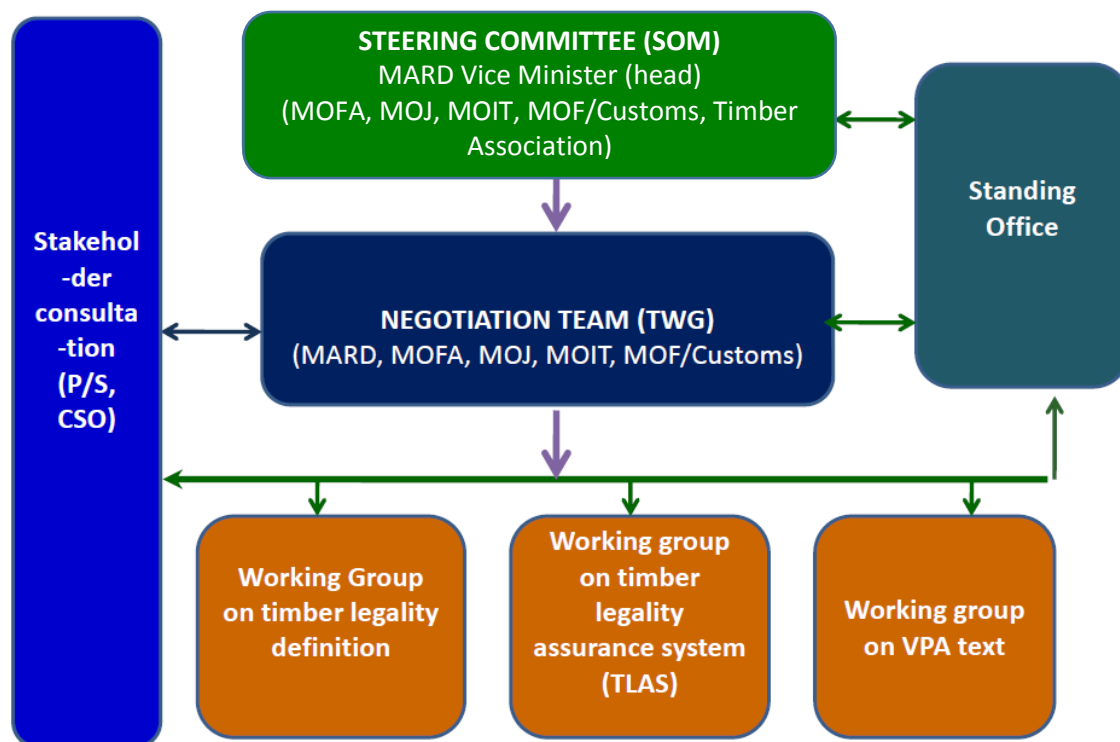 STEERING COMMITTEE (SOM)
MARD Vice Minister (head)
(MOFA, MOJ, MOIT, MOF/Customs, Timber
Association)
Stakehol
-der
consulta
-tion
(P/S,
CSO)
Standing
Office
NEGOTIATION TEAM (TWG)
(MARD, MOFA, MOJ, MOIT, MOF/Customs)
Working Group
on timber legality
definition
Working group
on timber
legality
assurance system
(TLAS)
Working group
on VPA text